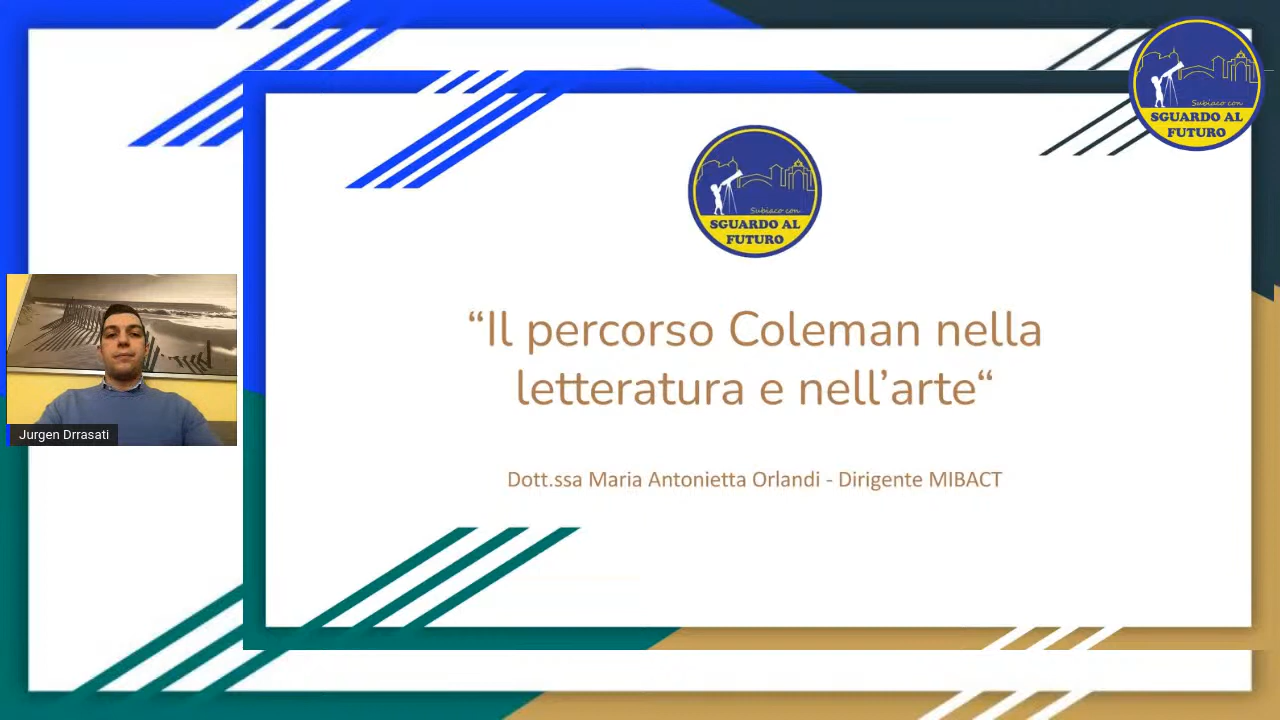 Subiaco con
SGUARDO AL
FUTURO
Subiaco con
SGUARDO AL
FUTURO
“Il percorso Coleman nella
letteratura e nell’arte“
Dott.ssa Maria Antonietta Orlandi - Dirigente MIBACT
Jurgen Drrasati